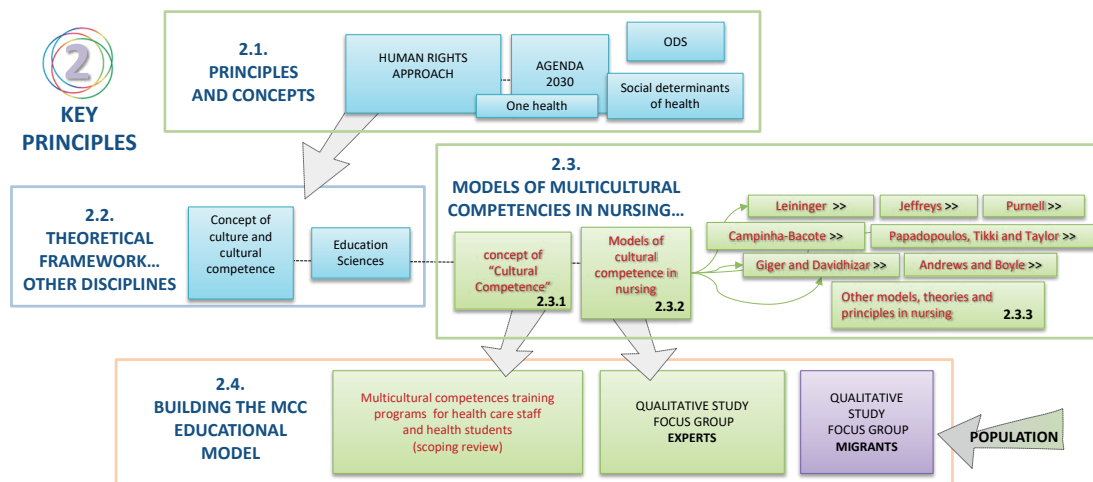 2
KEY
PRINCIPLES
2.1.
PRINCIPLES
AND CONCEPTS
HUMAN RIGHTS
APPROACH
AGENDA
2030
ODS
One health
Social determinants
of health
2.2.
THEORETICAL
FRAMEWORK…
OTHER DISCIPLINES
Concept of
culture and
cultural
competence
Education
Sciences
2.3.
MODELS OF MULTICULTURAL
COMPETENCIES IN NURSING…
concept of
“Cultural
Competence”
2.3.1
Models of
cultural
competence in
nursing
2.3.2
Leininger >>
Jeffreys >>
Purnell >>
Campinha-Bacote >>
Papadopoulos, Tikki and Taylor >>
Giger and Davidhizar >>
Andrews and Boyle >>
Other models, theories and
principles in nursing
2.3.3
2.4.
BUILDING THE MCC
EDUCATIONAL
MODEL
Multicultural competences training
programs for health care staff
and health students
(scoping review)
QUALITATIVE STUDY
FOCUS GROUP
EXPERTS
QUALITATIVE
STUDY
FOCUS GROUP
MIGRANTS
POPULATION